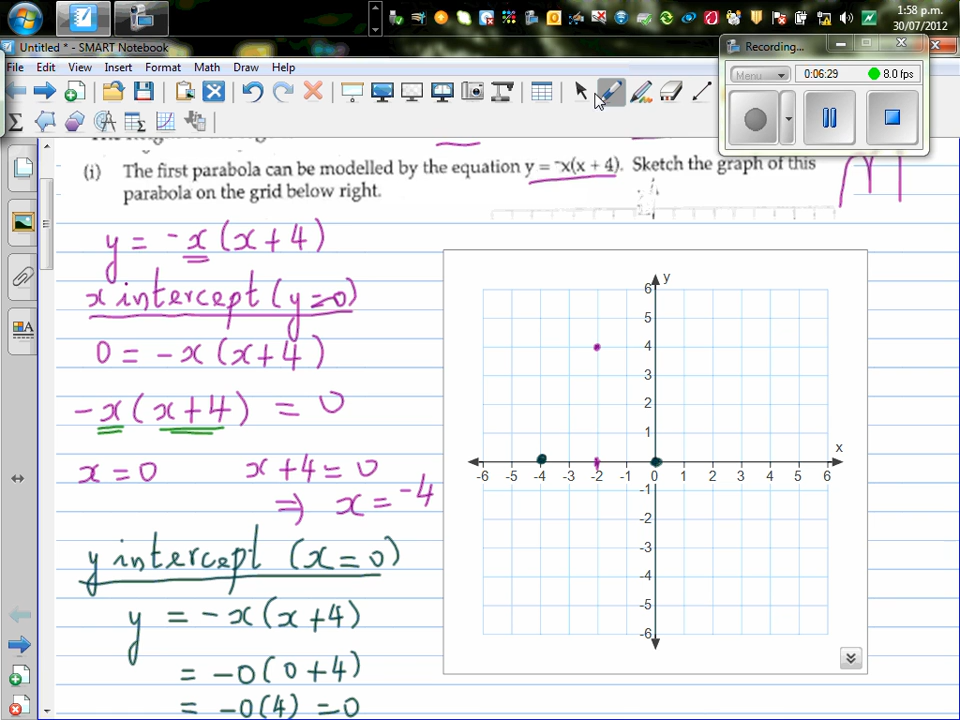 1:58 p.m.
30/07/2012
Untitled * - SMART Notebook
Recording...
File Edit View Insert Format Math Draw Help
Menu 0:06:29 8.0 fps
(i) The first parabola can be modelled by the equation y = ⁻x(x + 4). Sketch the graph of this
parabola on the grid below right.
y = -x(x+4)
x intercept (y=0)
0 = -x(x+4)
-x(x+4) = 0
x = 0 x+4 = 0
⇒ x = ⁻4
y intercept (x=0)
y = -x(x+4)
= -0(0+4)
= -0(4) = 0
y
6
5
4
3
2
1
x
-6 -5 -4 -3 -2 -1 0 1 2 3 4 5 6
-1
-2
-3
-4
-5
-6